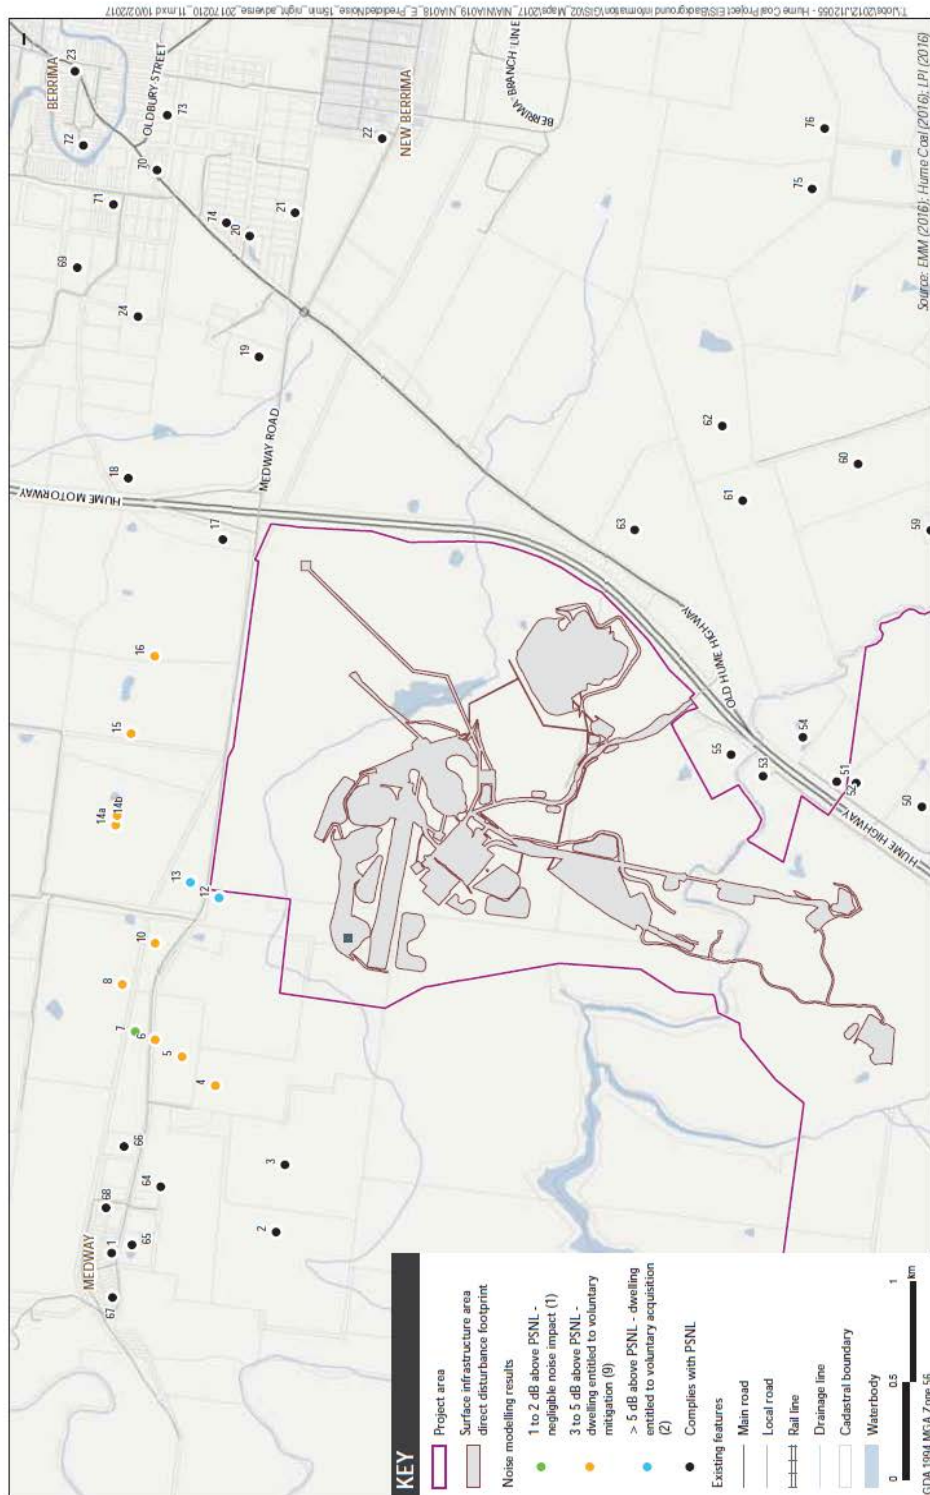 KEY
Project area
Surface infrastructure area
direct disturbance footprint
Noise modelling results
1 to 2 dB above PSNL -
negligible noise impact (1)
3 to 5 dB above PSNL -
dwelling entitled to voluntary
mitigation (9)
> 5 dB above PSNL - dwelling
entitled to voluntary acquisition
(2)
Complies with PSNL
Existing features
Main road
Local road
Rail line
Drainage line
Cadastral boundary
Waterbody
0
0.5
1
km
GDA 1994 MGA Zone 56
MEDWAY
67
1
65
68
64
66
2
3
4
5
6
7
8
10
12
13
14a
14b
15
16
17
18
HUME MOTORWAY
MEDWAY ROAD
19
24
69
71
20
74
21
70
72
23
BERRIMA
OLDBURY STREET
73
22
NEW BERRIMA
BERRIMA BRANCH LINE
63
62
61
60
59
75
76
OLD HUME HIGHWAY
55
53
54
51
52
50
HUME HIGHWAY
Source: EMM (2016); Hume Coal (2016); LPI (2016)